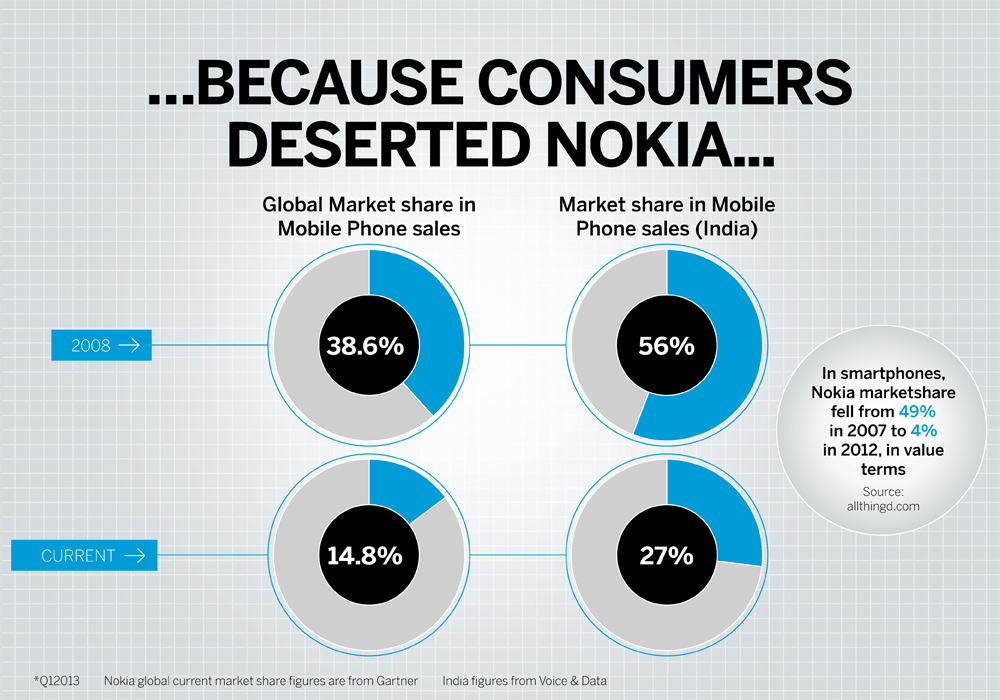 ...BECAUSE CONSUMERS
DESERTED NOKIA...
Global Market share in
Mobile Phone sales
Market share in Mobile
Phone sales (India)
2008 →
38.6%
56%
In smartphones,
Nokia marketshare
fell from 49%
in 2007 to 4%
in 2012, in value
terms
Source:
allthingd.com
CURRENT →
14.8%
27%
*Q12013 Nokia global current market share figures are from Gartner India figures from Voice & Data